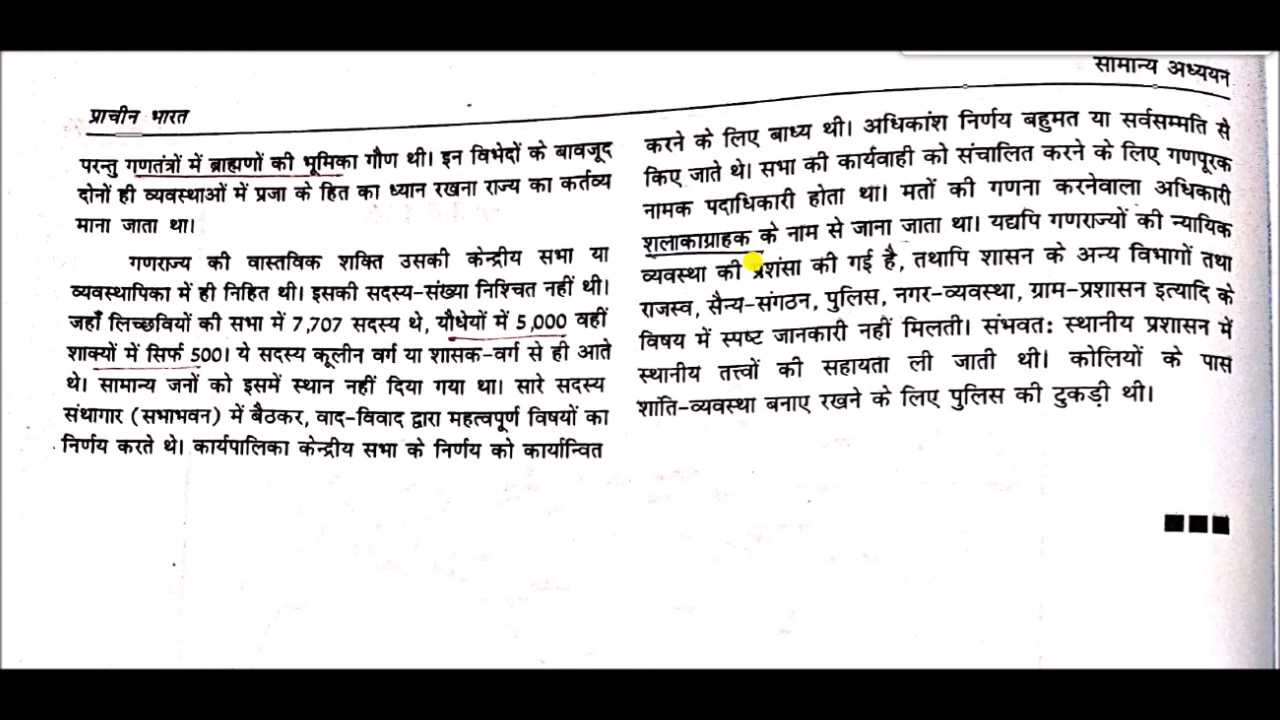 सामान्य अध्ययन
प्राचीन भारत
परन्तु गणतंत्रों में ब्राह्मणों की भूमिका गौण थी। इन विभेदों के बावजूद
दोनों ही व्यवस्थाओं में प्रजा के हित का ध्यान रखना राज्य का कर्तव्य
माना जाता था।
गणराज्य की वास्तविक शक्ति उसकी केन्द्रीय सभा या
व्यवस्थापिका में ही निहित थी। इसकी सदस्य-संख्या निश्चित नहीं थी।
जहाँ लिच्छवियों की सभा में 7,707 सदस्य थे, यौधेयों में 5,000 वहीं
शाक्यों में सिर्फ 500। ये सदस्य कूलीन वर्ग या शासक-वर्ग से ही आते
थे। सामान्य जनों को इसमें स्थान नहीं दिया गया था। सारे सदस्य
संथागार (सभाभवन) में बैठकर, वाद-विवाद द्वारा महत्वपूर्ण विषयों का
निर्णय करते थे। कार्यपालिका केन्द्रीय सभा के निर्णय को कार्यान्वित
करने के लिए बाध्य थी। अधिकांश निर्णय बहुमत या सर्वसम्मति से
किए जाते थे। सभा की कार्यवाही को संचालित करने के लिए गणपूरक
नामक पदाधिकारी होता था। मतों की गणना करनेवाला अधिकारी
शलाकाग्राहक के नाम से जाना जाता था। यद्यपि गणराज्यों की न्यायिक
व्यवस्था की प्रशंसा की गई है, तथापि शासन के अन्य विभागों तथा
राजस्व, सैन्य-संगठन, पुलिस, नगर-व्यवस्था, ग्राम-प्रशासन इत्यादि के
विषय में स्पष्ट जानकारी नहीं मिलती। संभवत: स्थानीय प्रशासन में
स्थानीय तत्त्वों की सहायता ली जाती थी। कोलियों के पास
शांति-व्यवस्था बनाए रखने के लिए पुलिस की टुकड़ी थी।